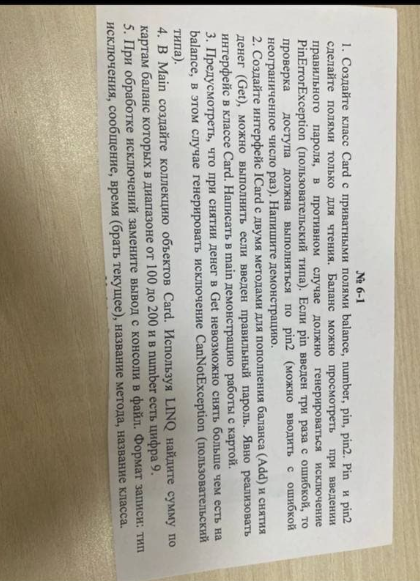 № 6-1
1. Создайте класс Card с приватными полями balance, number, pin, pin2. Pin и pin2
сделайте полями только для чтения. Баланс можно просмотреть при введении
правильного пароля, в противном случае должно генерироваться исключение
PinErrorException (пользовательский типа). Если pin введен три раза с ошибкой, то
проверка доступа должна выполняться по pin2 (можно вводить с ошибкой
неограниченное число раз). Напишите демонстрацию.
2. Создайте интерфейс ICard с двумя методами для пополнения баланса (Add) и снятия
денег (Get), можно выполнить если введен правильный пароль. Явно реализовать
интерфейс в классе Card. Написать в main демонстрацию работы с картой.
3. Предусмотреть, что при снятии денег в Get невозможно снять больше чем есть на
balance, в этом случае генерировать исключение CanNotException (пользовательский
типа).
4. В Main создайте коллекцию объектов Card. Используя LINQ найдите сумму по
картам баланс которых в диапазоне от 100 до 200 и в number есть цифра 9.
5. При обработке исключений замените вывод с консоли в файл. Формат записи: тип
исключения, сообщение, время (брать текущее), название метода, название класса.